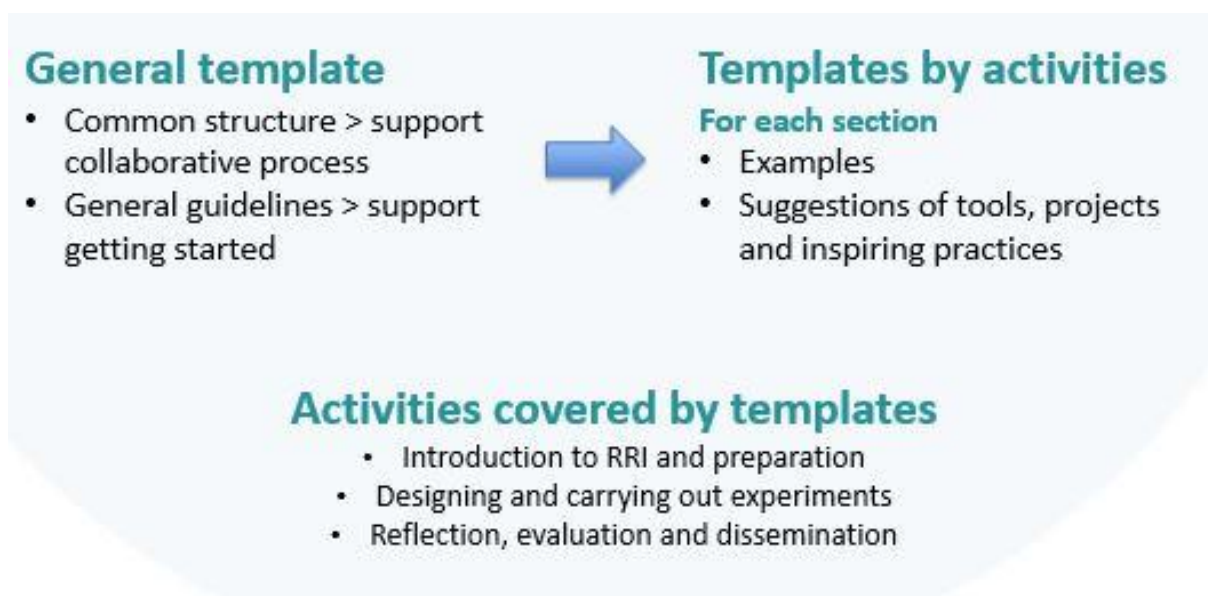 General template
• Common structure > support
collaborative process
• General guidelines > support
getting started
Templates by activities
For each section
• Examples
• Suggestions of tools, projects
and inspiring practices
Activities covered by templates
• Introduction to RRI and preparation
• Designing and carrying out experiments
• Reflection, evaluation and dissemination